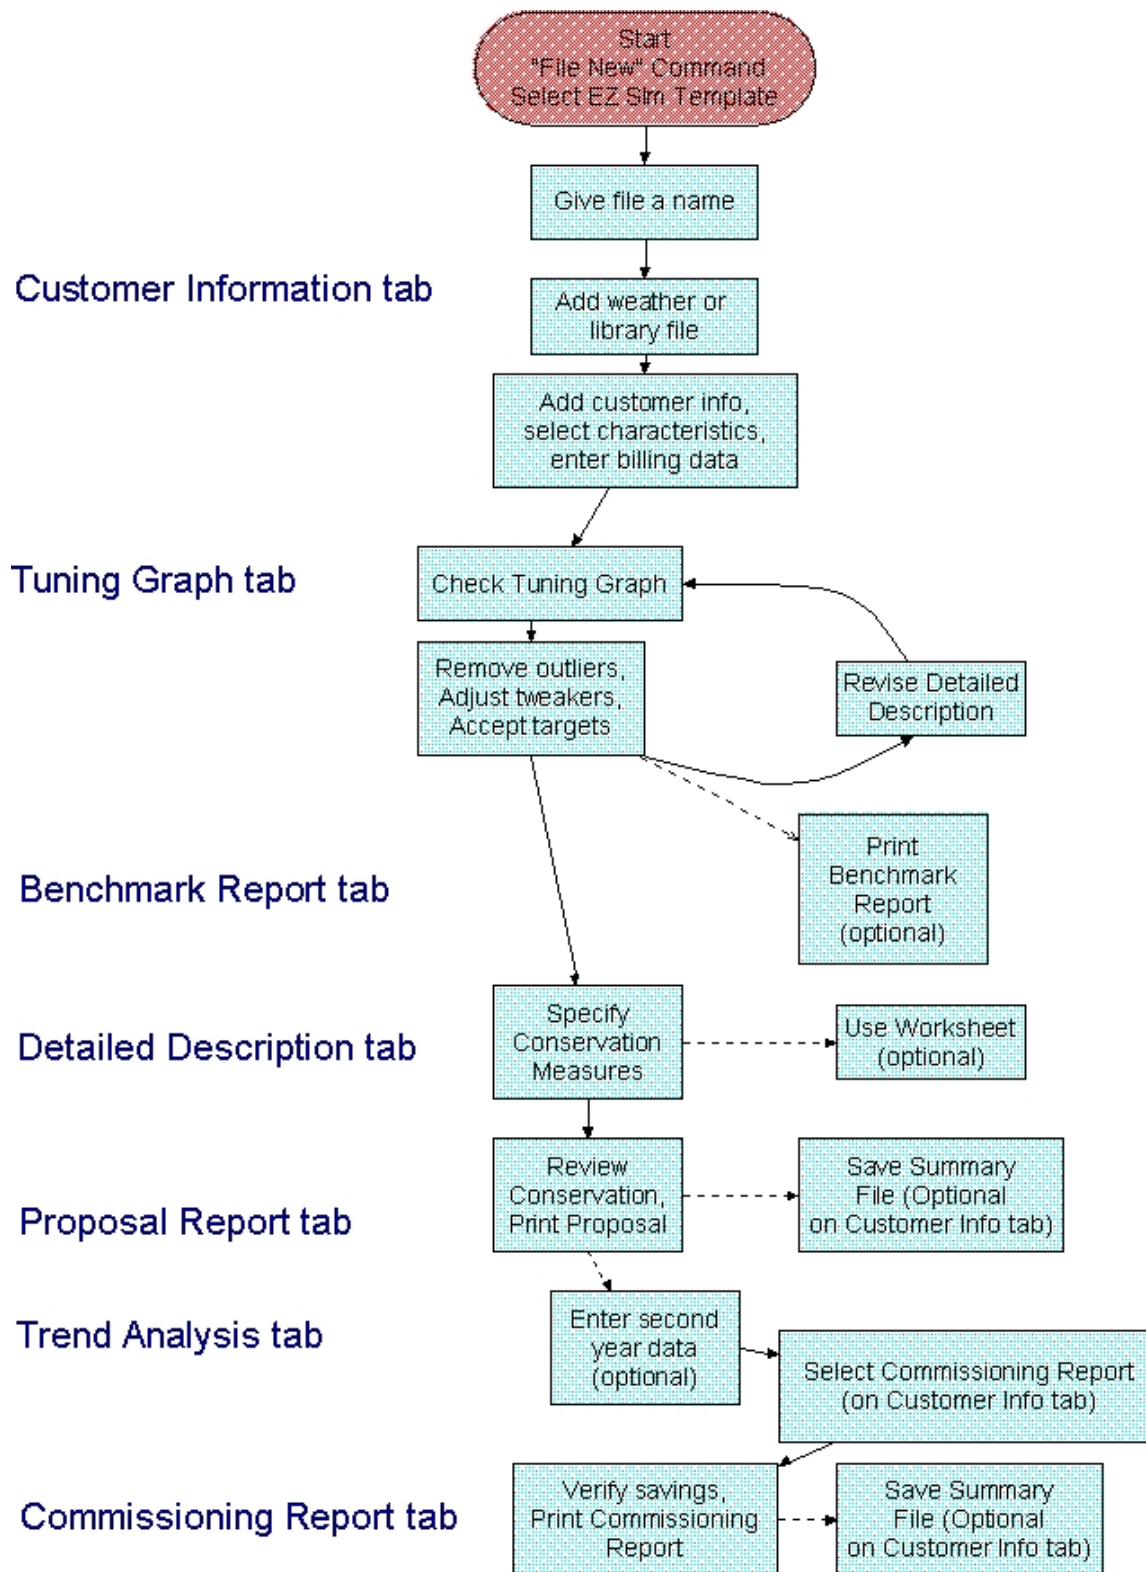 Start
"File New" Command
Select EZ Sim Template
Give file a name
Customer Information tab
Add weather or
library file
Add customer info,
select characteristics,
enter billing data
Tuning Graph tab
Check Tuning Graph
Remove outliers,
Adjust tweakers,
Accept targets
Revise Detailed
Description
Benchmark Report tab
Print
Benchmark
Report
(optional)
Detailed Description tab
Specify
Conservation
Measures
Use Worksheet
(optional)
Proposal Report tab
Review
Conservation,
Print Proposal
Save Summary
File (Optional
on Customer Info tab)
Trend Analysis tab
Enter second
year data
(optional)
Select Commissioning Report
(on Customer Info tab)
Commissioning Report tab
Verify savings,
Print Commissioning
Report
Save Summary
File (Optional
on Customer Info tab)